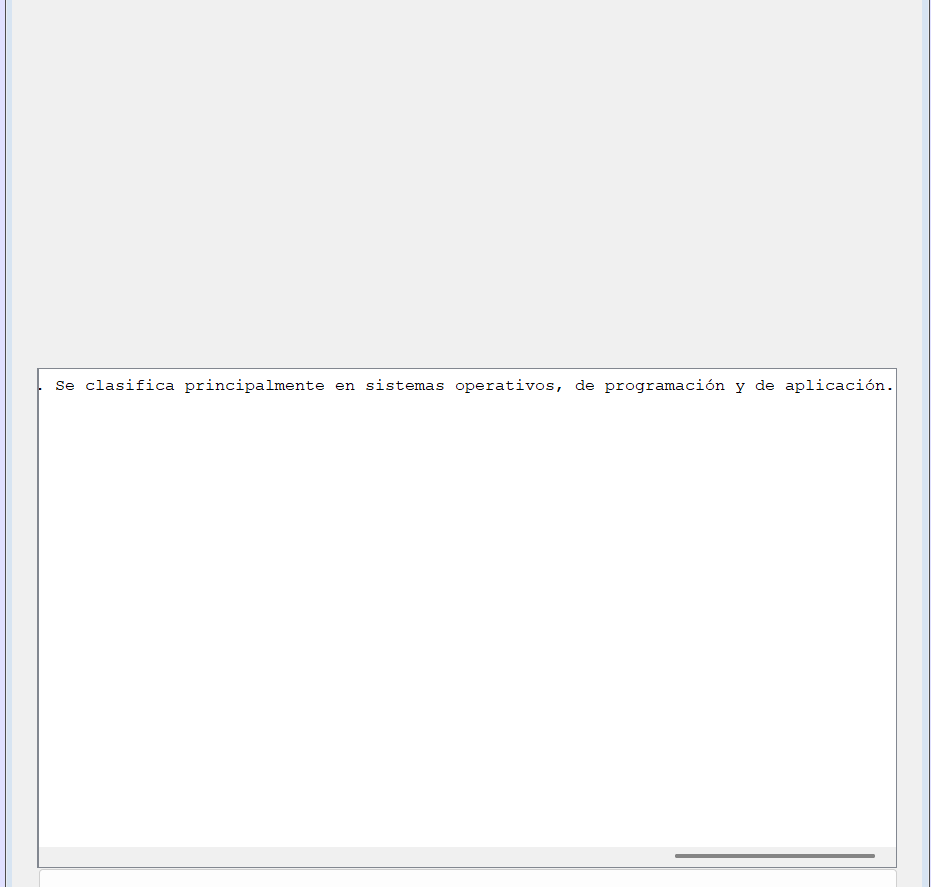 . Se clasifica principalmente en sistemas operativos, de programación y de aplicación.